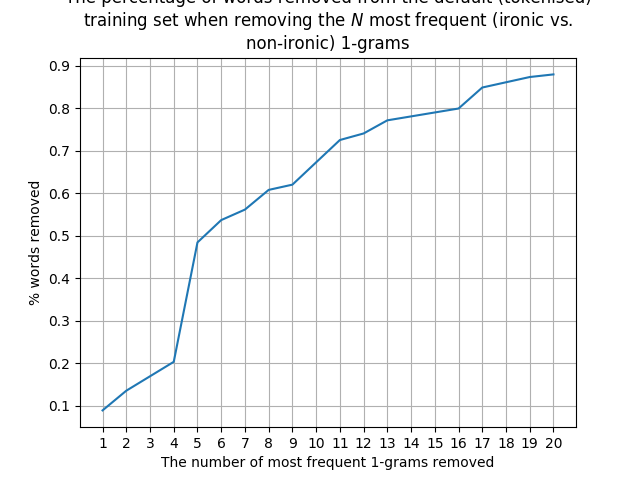 The percentage of words removed from the default (tokenised)
training set when removing the N most frequent (ironic vs.
non-ironic) 1-grams
0.9
0.8
0.7
0.6
0.5
0.4
0.3
0.2
0.1
% words removed
1 2 3 4 5 6 7 8 9 10 11 12 13 14 15 16 17 18 19 20
The number of most frequent 1-grams removed